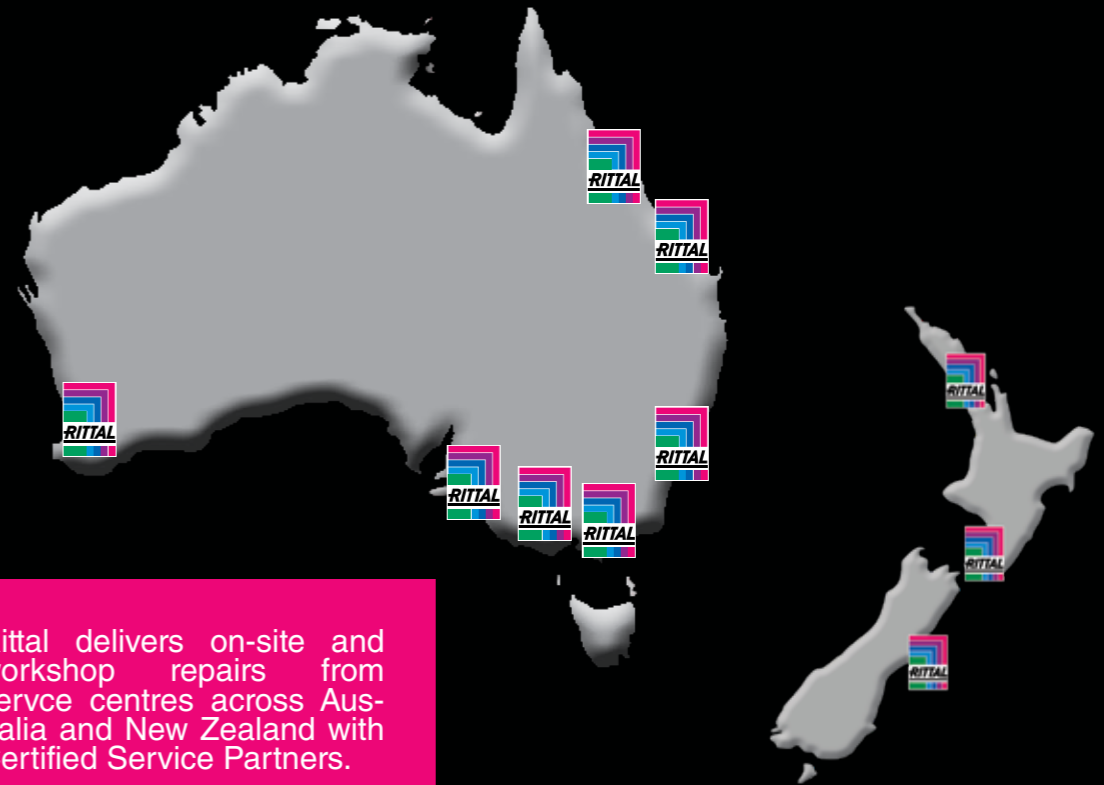 RITTAL
RITTAL
RITTAL
RITTAL
RITTAL
RITTAL
RITTAL
RITTAL
RITTAL
RITTAL
ittal delivers on-site and
workshop repairs from
ervce centres across Aus-
alia and New Zealand with
ertified Service Partners.